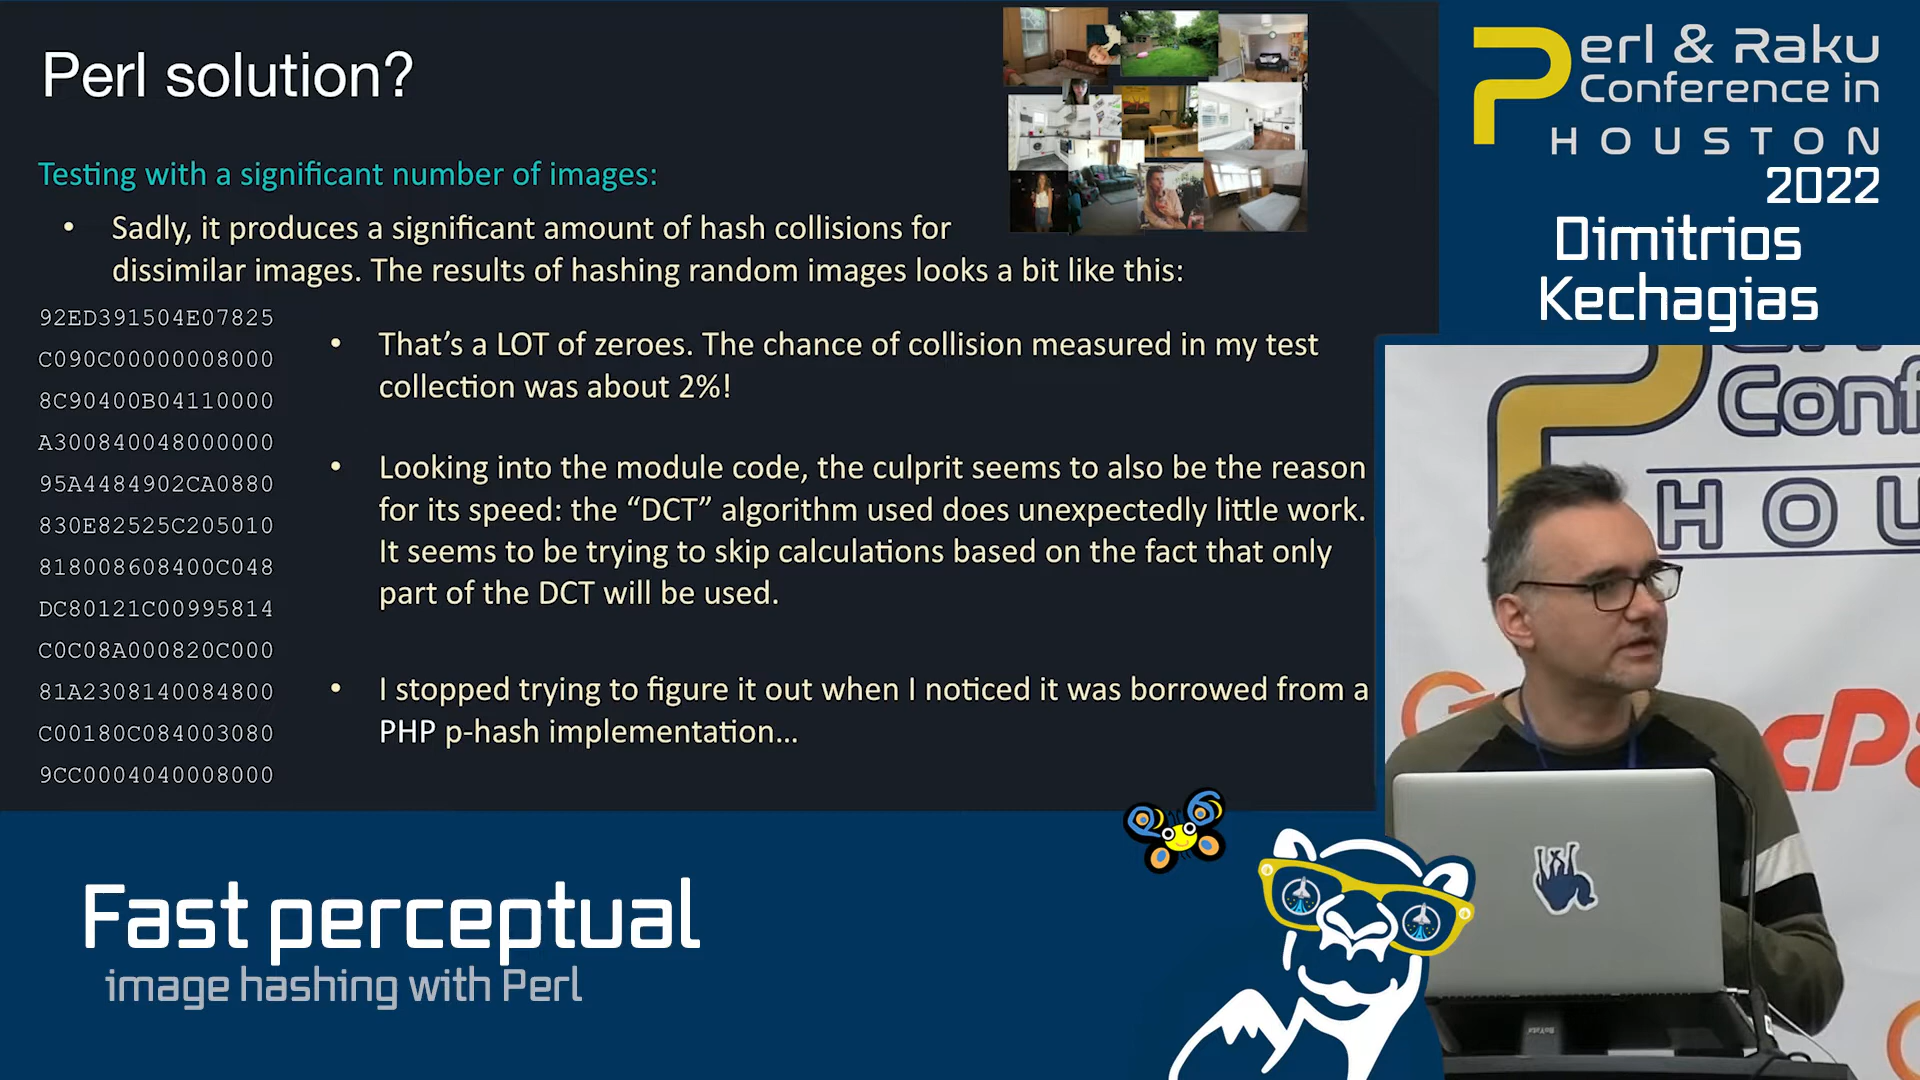 Perl solution?
Testing with a significant number of images:
• Sadly, it produces a significant amount of hash collisions for
dissimilar images. The results of hashing random images looks a bit like this:
92ED391504E07825
C090C00000008000
8C90400B04110000
A300840048000000
95A4484902CA0880
830E82525C205010
818008608400C048
DC80121C00995814
C0C08A000820C000
81A2308140084800
C00180C084003080
9CC0004040008000
• That’s a LOT of zeroes. The chance of collision measured in my test
collection was about 2%!
• Looking into the module code, the culprit seems to also be the reason
for its speed: the “DCT” algorithm used does unexpectedly little work.
It seems to be trying to skip calculations based on the fact that only
part of the DCT will be used.
• I stopped trying to figure it out when I noticed it was borrowed from a
PHP p-hash implementation...
Perl & Raku
Conference in
HOUSTON
2022
Dimitrios
Kechagias
Conf
HOU
cPa
Fast perceptual
image hashing with Perl